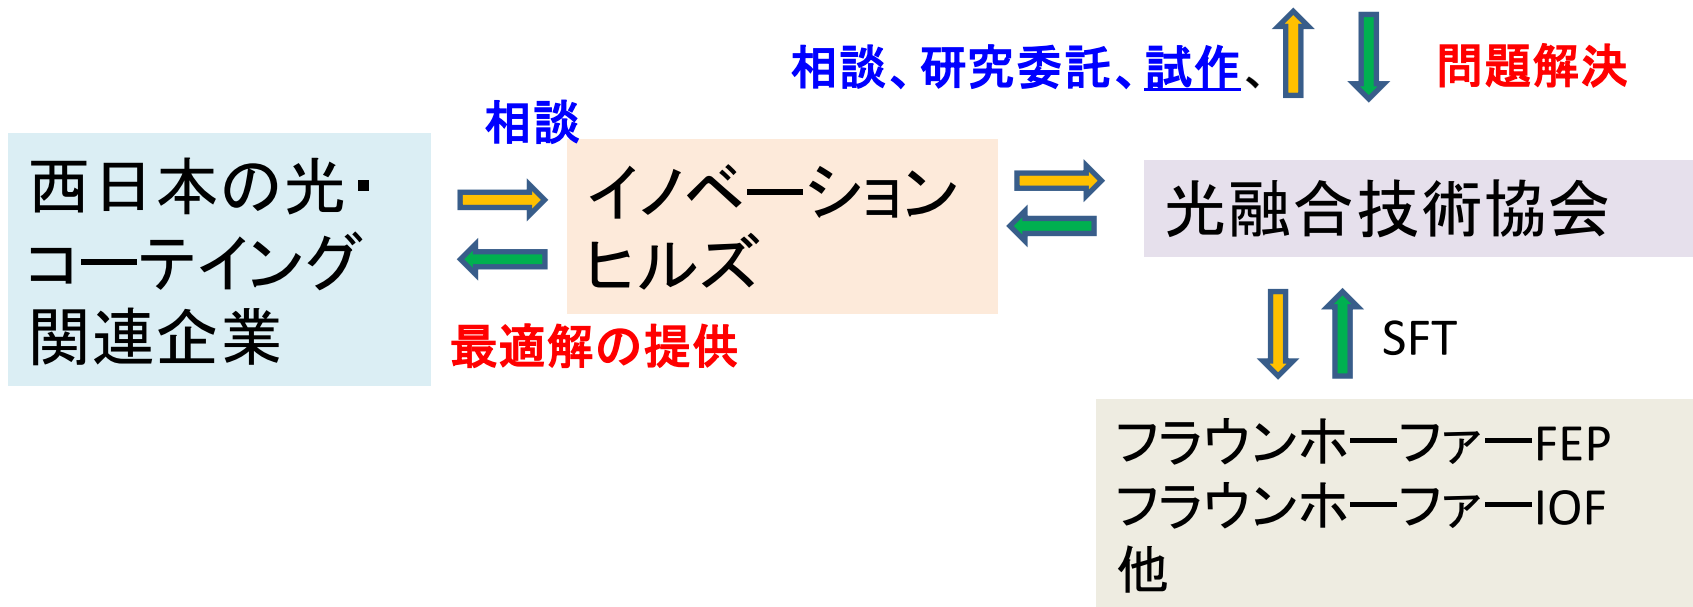 相談、研究委託、試作、
問題解決
相談
西日本の光・
コーテイング
関連企業
イノベーション
ヒルズ
光融合技術協会
最適解の提供
SFT
フラウンホーファーFEP
フラウンホーファーIOF
他